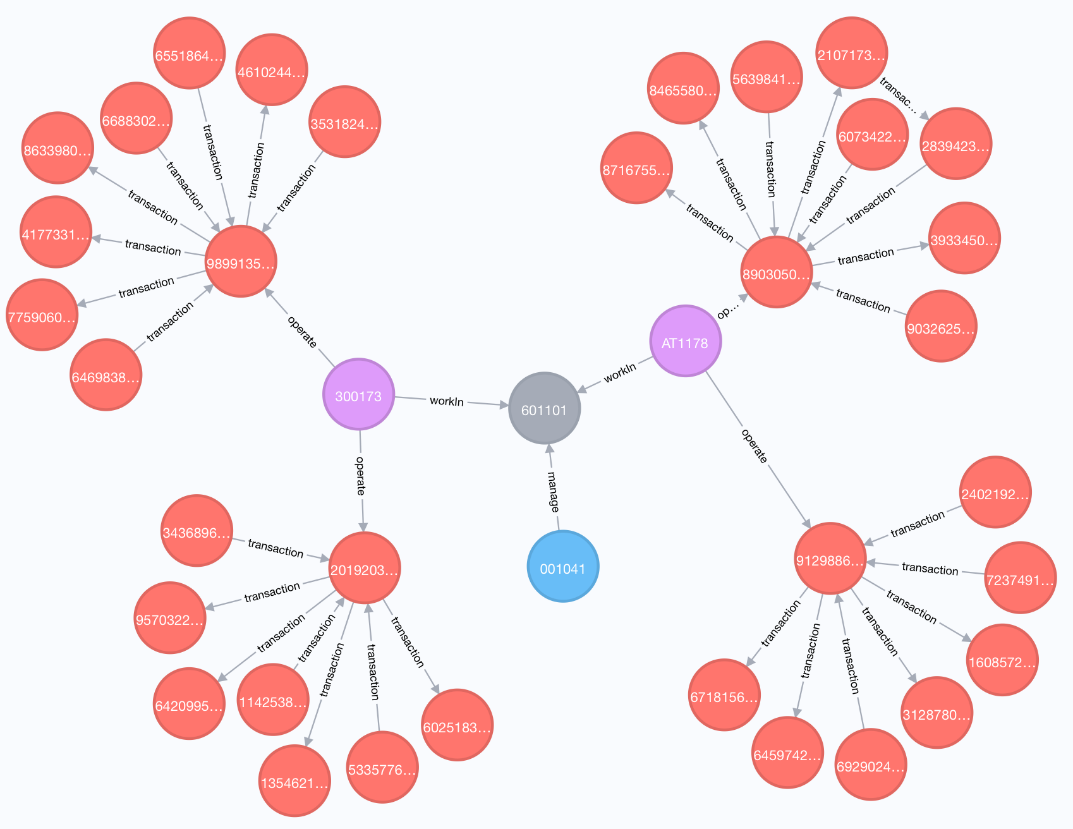 6551864...
4610244...
6688302...
3531824...
8633980...
4177331...
9899135...
7759060...
6469838...
transaction
transaction
transaction
transaction
transaction
transaction
transaction
transaction
operate
2107173...
5639841...
8465580...
transac...
6073422...
2839423...
8716755...
3933450...
8903050...
9032625...
transaction
transaction
transaction
transaction
transaction
transaction
transaction
transaction
op...
AT1178
300173
workIn
601101
workIn
operate
operate
manage
001041
3436896...
transaction
2019203...
9570322...
transaction
transaction
transaction
transaction
transaction
transaction
6420995...
1142538...
6025183...
1354621...
5335776...
2402192...
transaction
9129886...
transaction
7237491...
transaction
transaction
transaction
transaction
transaction
1608572...
6718156...
3128780...
6459742...
6929024...